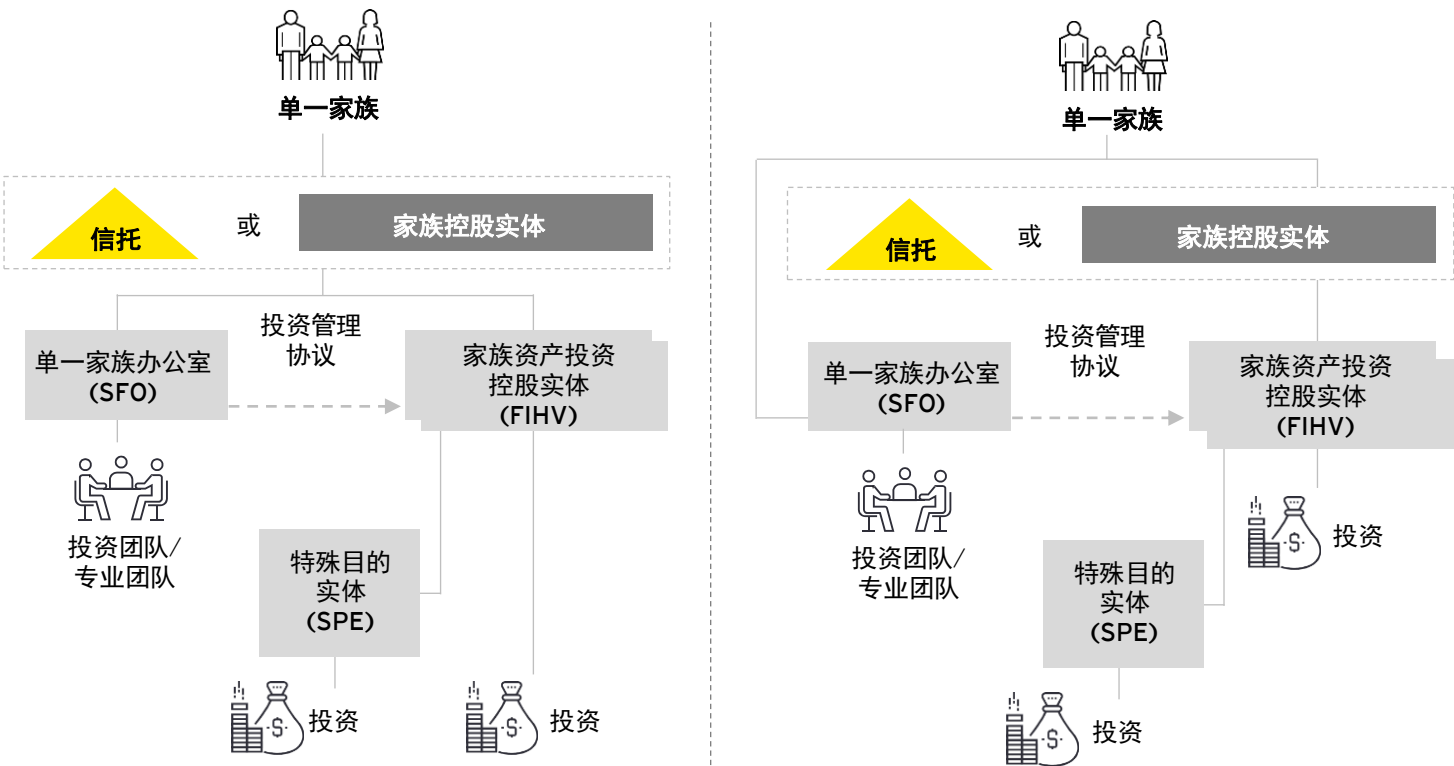 单一家族
信托
或
家族控股实体
投资管理
协议
单一家族办公室
(SFO)
家族资产投资
控股实体
(FIHV)
投资团队/
专业团队
特殊目的
实体
(SPE)
$
投资
$
投资
单一家族
信托
或
家族控股实体
投资管理
协议
单一家族办公室
(SFO)
家族资产投资
控股实体
(FIHV)
投资团队/
专业团队
$
投资
特殊目的
实体
(SPE)
$
投资